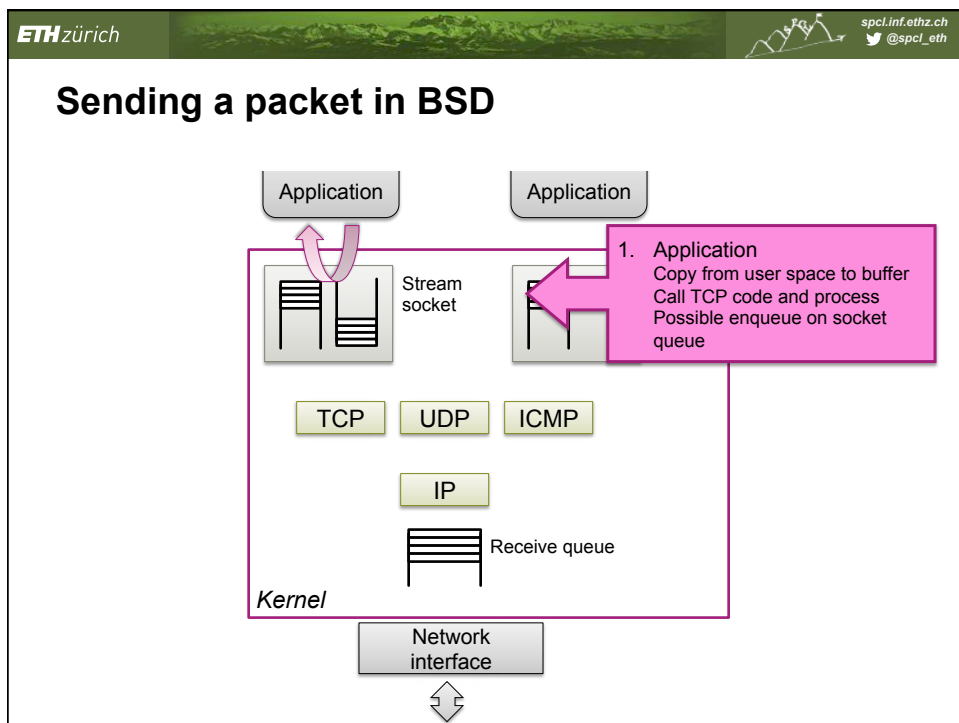 ETH zürich
spcl.inf.ethz.ch
@spcl_eth
Sending a packet in BSD
Application
Application
1. Application
Copy from user space to buffer
Call TCP code and process
Possible enqueue on socket
queue
Stream
socket
TCP
UDP
ICMP
IP
Receive queue
Kernel
Network
interface